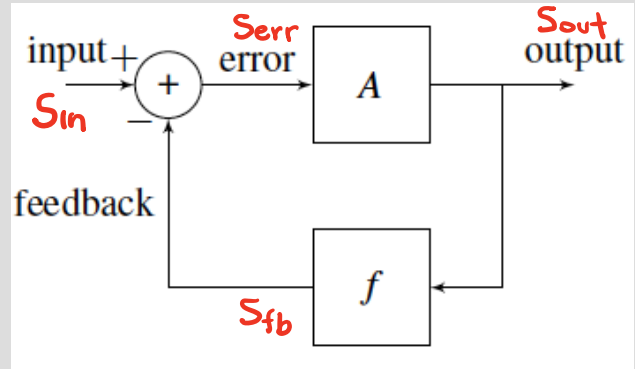 Serr
Sout
input +
error
output
+
A
Sin
−
feedback
f
Sfb